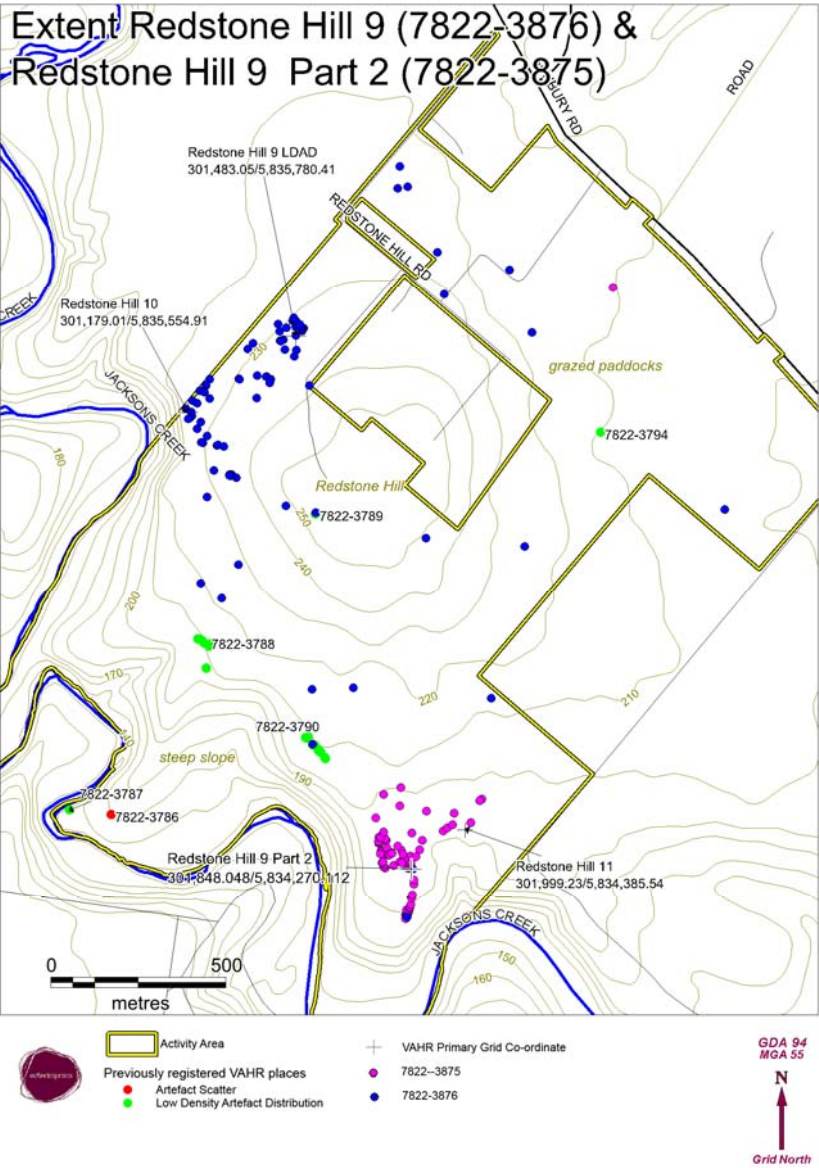 Extent Redstone Hill 9 (7822-3876) &
Redstone Hill 9 Part 2 (7822-3875)
BURY RD
ROAD
Redstone Hill 9 LDAD
301,483.05/5,835,780.41
REDSTONE HILL RD
CREEK
Redstone Hill 10
301,179.01/5,835,554.91
230
grazed paddocks
JACKSONS CREEK
7822-3794
180
Redstone Hill
250
7822-3789
240
200
7822-3788
170
220
210
7822-3790
140
steep slope
190
7822-3787
7822-3786
Redstone Hill 9 Part 2
301,848.048/5,834,270.112
Redstone Hill 11
301,999.23/5,834,385.54
JACKSONS CREEK
150
160
0 500
metres
Activity Area
Previously registered VAHR places
Artefact Scatter
Low Density Artefact Distribution
VAHR Primary Grid Co-ordinate
7822--3875
7822-3876
GDA 94
MGA 55
N
Grid North